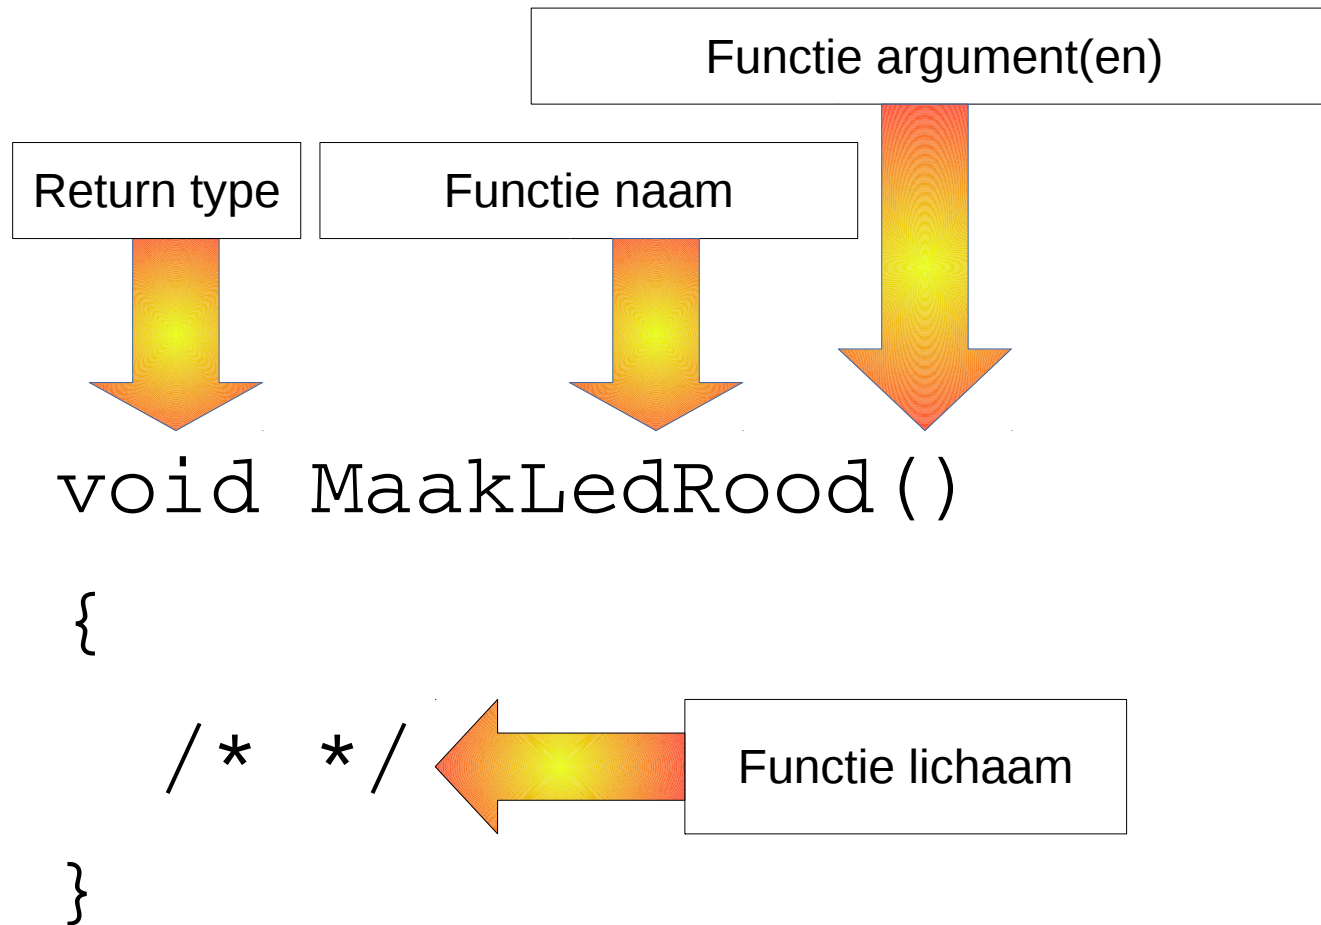 Functie argument(en)
Return type
Functie naam
void MaakLedRood()
{
/* */
Functie lichaam
}